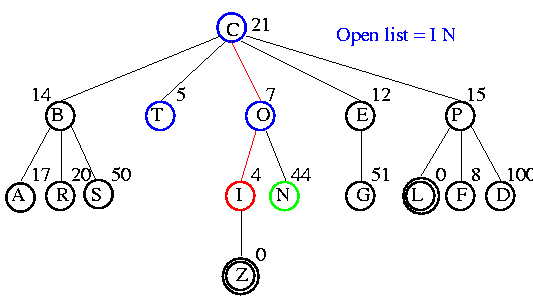 C 21
Open list = I N
14 5 7 12 15
B T O E P
17 20 50 4 44 51 0 8 100
A R S I N G L F D
0
Z